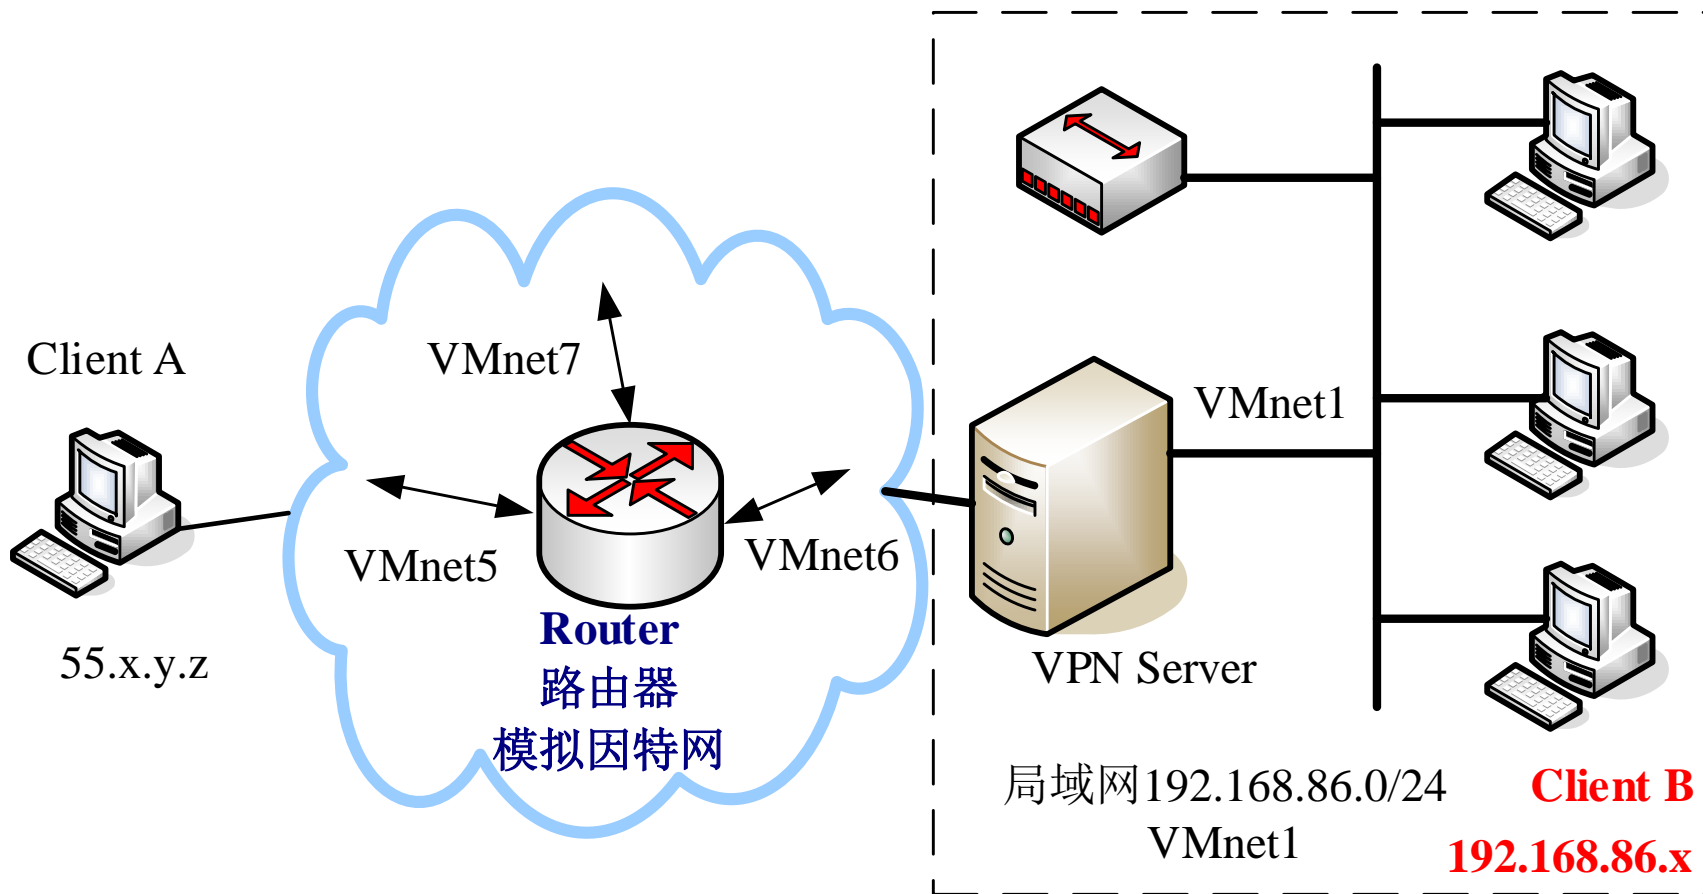 Client A
55.x.y.z
VMnet7
VMnet5
VMnet6
Router
路由器
模拟因特网
VMnet1
VPN Server
局域网192.168.86.0/24
VMnet1
Client B
192.168.86.x